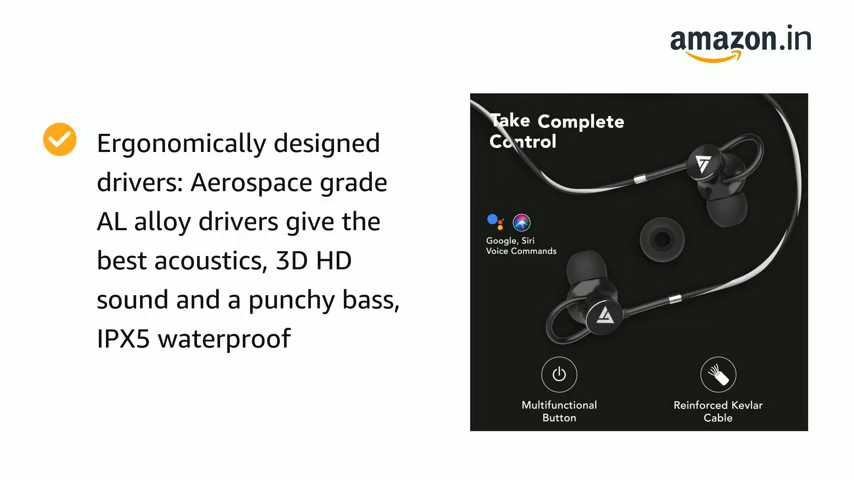 amazon.in
Ergonomically designed
drivers: Aerospace grade
AL alloy drivers give the
best acoustics, 3D HD
sound and a punchy bass,
IPX5 waterproof
Take Complete
Control
Google, Siri
Voice Commands
Multifunctional
Button
Reinforced Kevlar
Cable